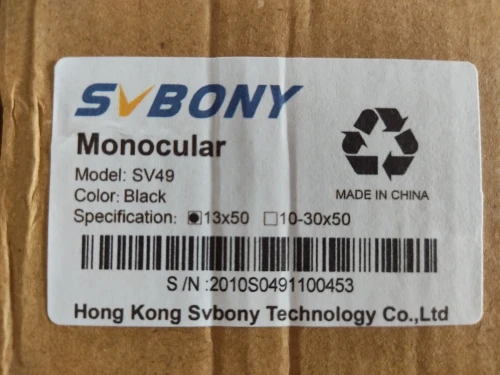 SVBONY
Monocular
Model: SV49
Color: Black
Specification: ☒13x50 ☐10-30x50
MADE IN CHINA
S/N:2010S0491100453
Hong Kong Svbony Technology Co.,Ltd